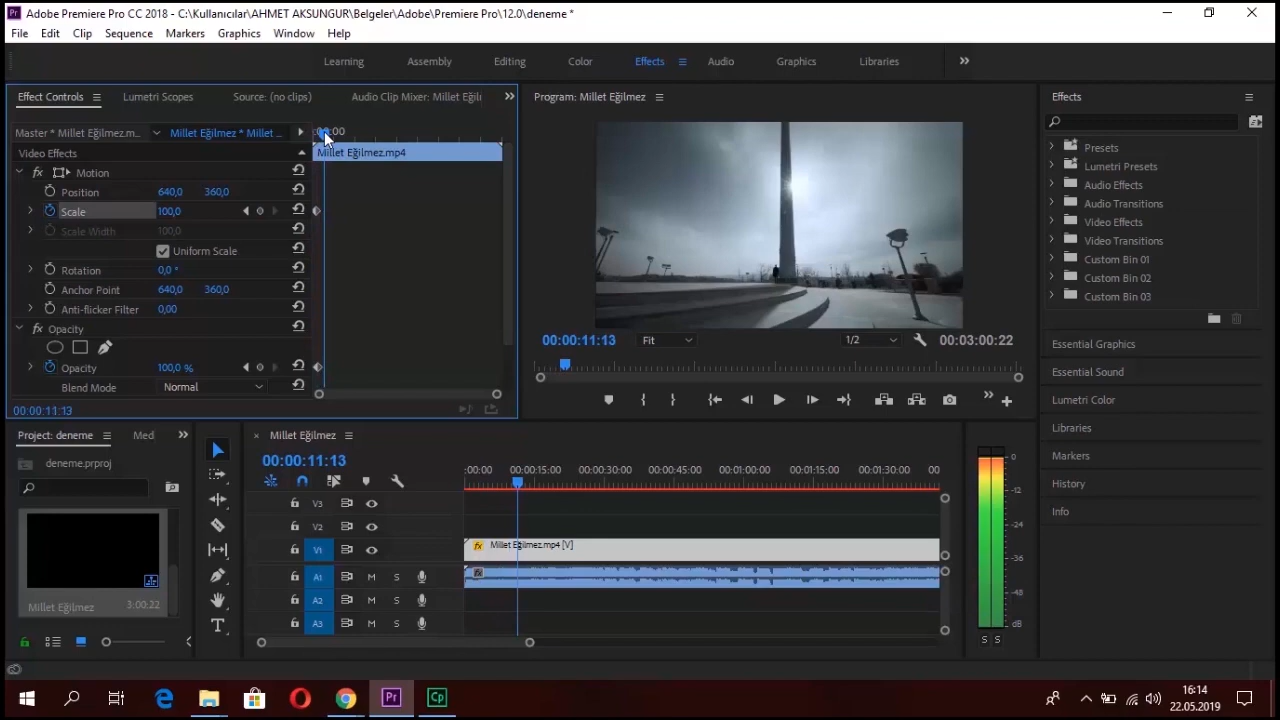 Adobe Premiere Pro CC 2018 - C:\Kullanıcılar\AHMET AKSUNGUR\Belgeler\Adobe\Premiere Pro\12.0\deneme *
File Edit Clip Sequence Markers Graphics Window Help
Learning Assembly Editing Color Effects Audio Graphics Libraries
Effect Controls Lumetri Scopes Source: (no clips) Audio Clip Mixer: Millet Eğil
Master * Millet Eğilmez.m... Millet Eğilmez * Millet ...
:00:00
Video Effects
Millet Eğilmez.mp4
fx Motion
Position 640,0 360,0
Scale 100,0
Scale Width 100,0
Uniform Scale
Rotation 0,0 °
Anchor Point 640,0 360,0
Anti-flicker Filter 0,00
fx Opacity
Opacity 100,0 %
Blend Mode Normal
00:00:11:13
Program: Millet Eğilmez
00:00:11:13 Fit 1/2 00:03:00:22
Effects
Presets
Lumetri Presets
Audio Effects
Audio Transitions
Video Effects
Video Transitions
Custom Bin 01
Custom Bin 02
Custom Bin 03
Essential Graphics
Essential Sound
Lumetri Color
Libraries
Markers
History
Info
Project: deneme Med
deneme.prproj
Millet Eğilmez 3:00:22
Millet Eğilmez
00:00:11:13
:00:00 00:00:15:00 00:00:30:00 00:00:45:00 00:01:00:00 00:01:15:00 00:01:30:00 00
V3
V2
V1 fx Millet Eğilmez.mp4 [V]
A1 M S fx
A2 M S
A3 M S
0
-12
-24
-36
-48
dB
S S
Pr Cp
16:14
22.05.2019